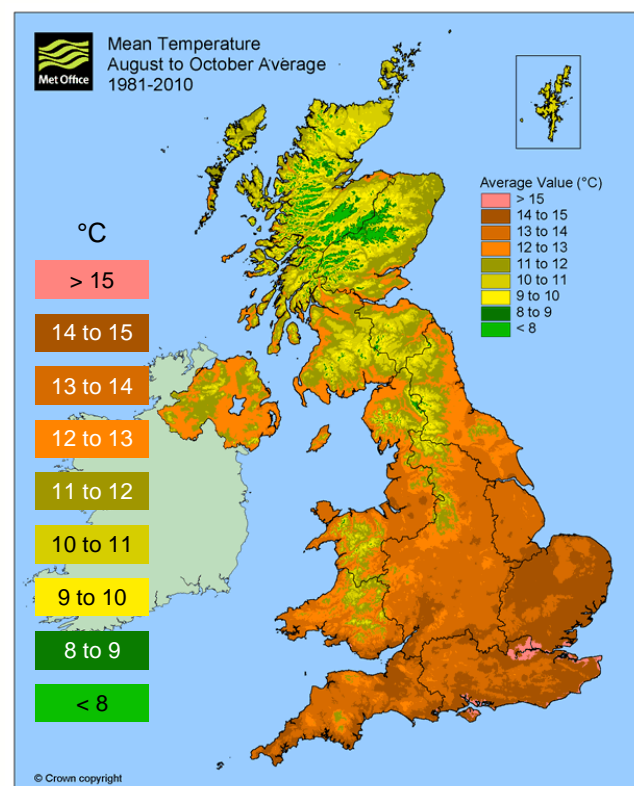 Met Office
Mean Temperature
August to October Average
1981-2010
Average Value (°C)
> 15
14 to 15
13 to 14
12 to 13
11 to 12
10 to 11
9 to 10
8 to 9
< 8
°C
> 15
14 to 15
13 to 14
12 to 13
11 to 12
10 to 11
9 to 10
8 to 9
< 8
© Crown copyright